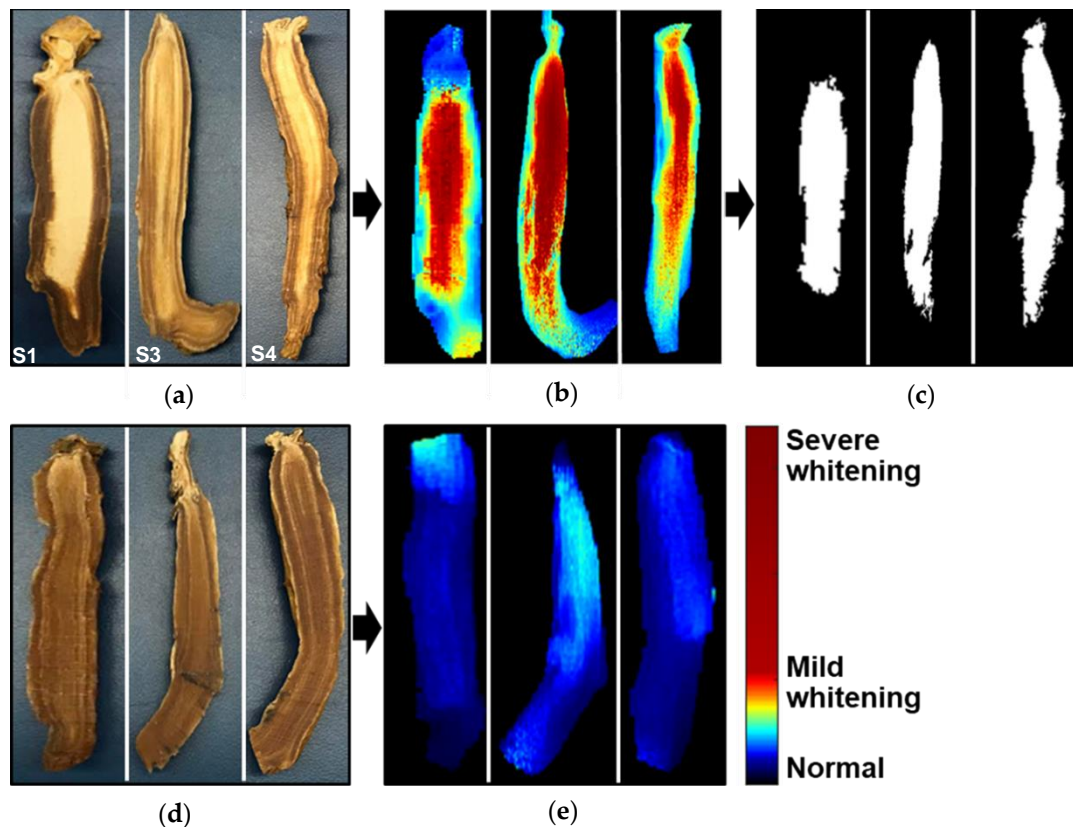 S1
S3
S4
(a)
(b)
(c)
Severe
whitening
Mild
whitening
Normal
(d)
(e)